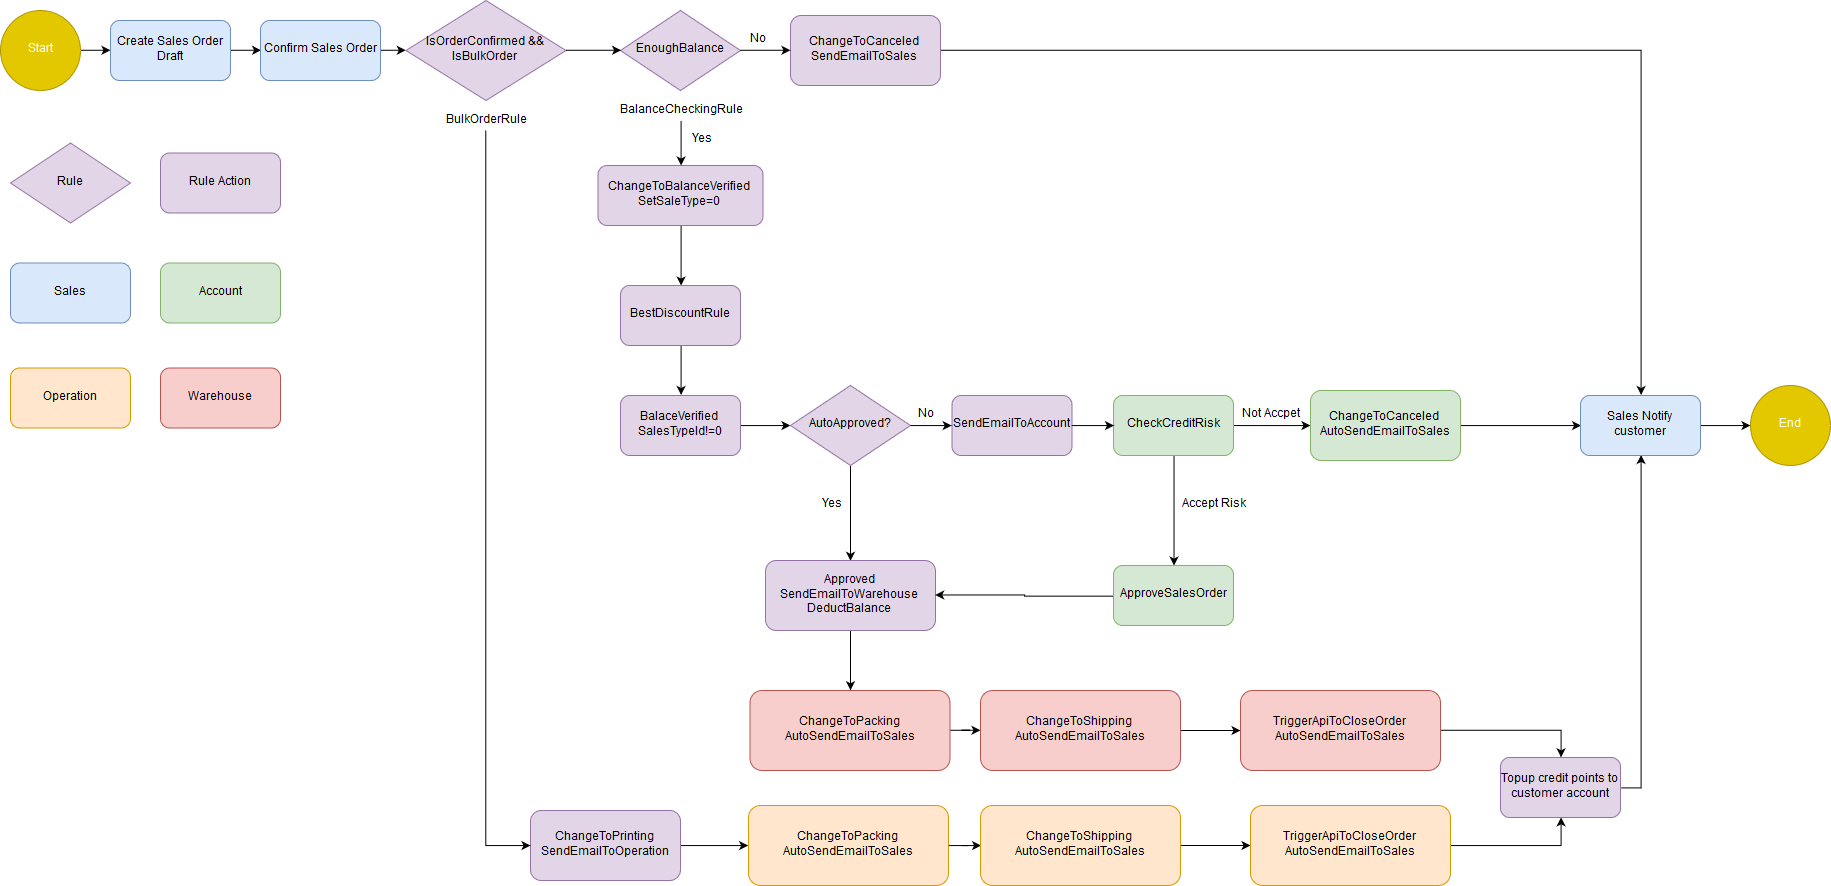 Start
Create Sales Order
Draft
Confirm Sales Order
IsOrderConfirmed &&
IsBulkOrder
BulkOrderRule
EnoughBalance
BalanceCheckingRule
No
ChangeToCanceled
SendEmailToSales
Yes
Rule
Rule Action
ChangeToBalanceVerified
SetSaleType=0
Sales
Account
BestDiscountRule
Operation
Warehouse
BalaceVerified
SalesTypeId!=0
AutoApproved?
No
SendEmailToAccount
CheckCreditRisk
Not Accpet
ChangeToCanceled
AutoSendEmailToSales
Sales Notify
customer
End
Yes
Accept Risk
Approved
SendEmailToWarehouse
DeductBalance
ApproveSalesOrder
ChangeToPacking
AutoSendEmailToSales
ChangeToShipping
AutoSendEmailToSales
TriggerApiToCloseOrder
AutoSendEmailToSales
Topup credit points to
customer account
ChangeToPrinting
SendEmailToOperation
ChangeToPacking
AutoSendEmailToSales
ChangeToShipping
AutoSendEmailToSales
TriggerApiToCloseOrder
AutoSendEmailToSales